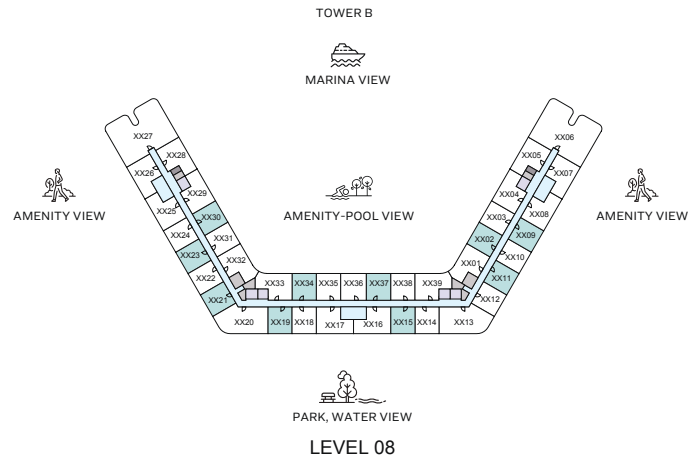 TOWER B
MARINA VIEW
XX27
XX06
XX28
XX05
XX26
XX07
XX29
XX04
XX25
XX30
XX03
XX08
AMENITY VIEW
AMENITY-POOL VIEW
AMENITY VIEW
XX24
XX31
XX02
XX09
XX23
XX32
XX01
XX10
XX22
XX33
XX34
XX35
XX36
XX37
XX38
XX39
XX11
XX21
XX12
XX20
XX19
XX18
XX17
XX16
XX15
XX14
XX13
PARK, WATER VIEW
LEVEL 08